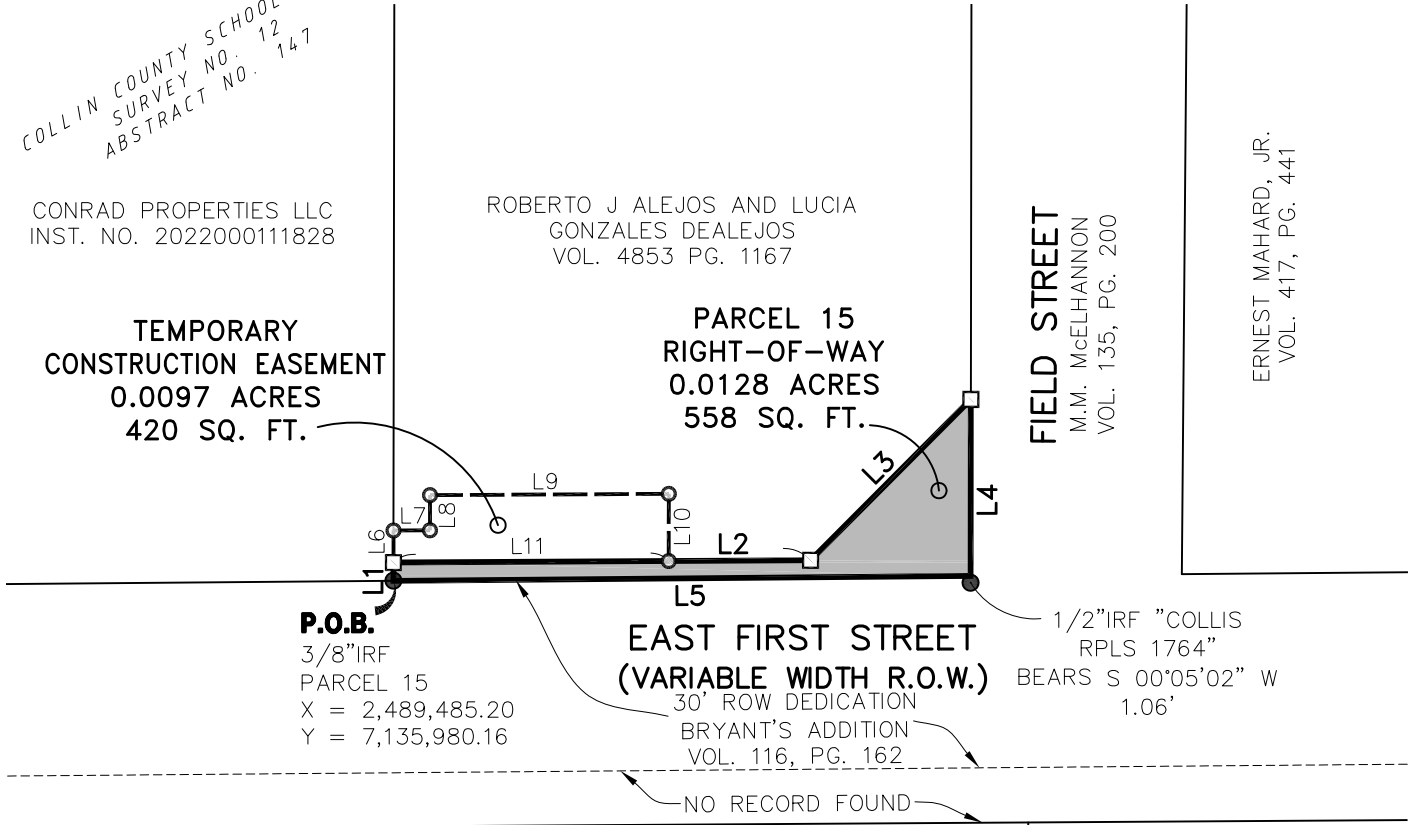 COLLIN COUNTY SCHOOL
SURVEY NO. 12
ABSTRACT NO. 147
CONRAD PROPERTIES LLC
INST. NO. 2022000111828
ROBERTO J ALEJOS AND LUCIA
GONZALES DEALEJOS
VOL. 4853 PG. 1167
FIELD STREET
M.M. McELHANNON
VOL. 135, PG. 200
ERNEST MAHARD, JR.
VOL. 417, PG. 441
TEMPORARY
CONSTRUCTION EASEMENT
0.0097 ACRES
420 SQ. FT.
PARCEL 15
RIGHT-OF-WAY
0.0128 ACRES
558 SQ. FT.
L3
L4
L9
L7
L8
L6
L10
L11
L2
L1
L5
P.O.B.
3/8"IRF
PARCEL 15
X = 2,489,485.20
Y = 7,135,980.16
EAST FIRST STREET
(VARIABLE WIDTH R.O.W.)
30' ROW DEDICATION
BRYANT'S ADDITION
VOL. 116, PG. 162
1/2"IRF "COLLIS
RPLS 1764"
BEARS S 00°05'02" W
1.06'
NO RECORD FOUND